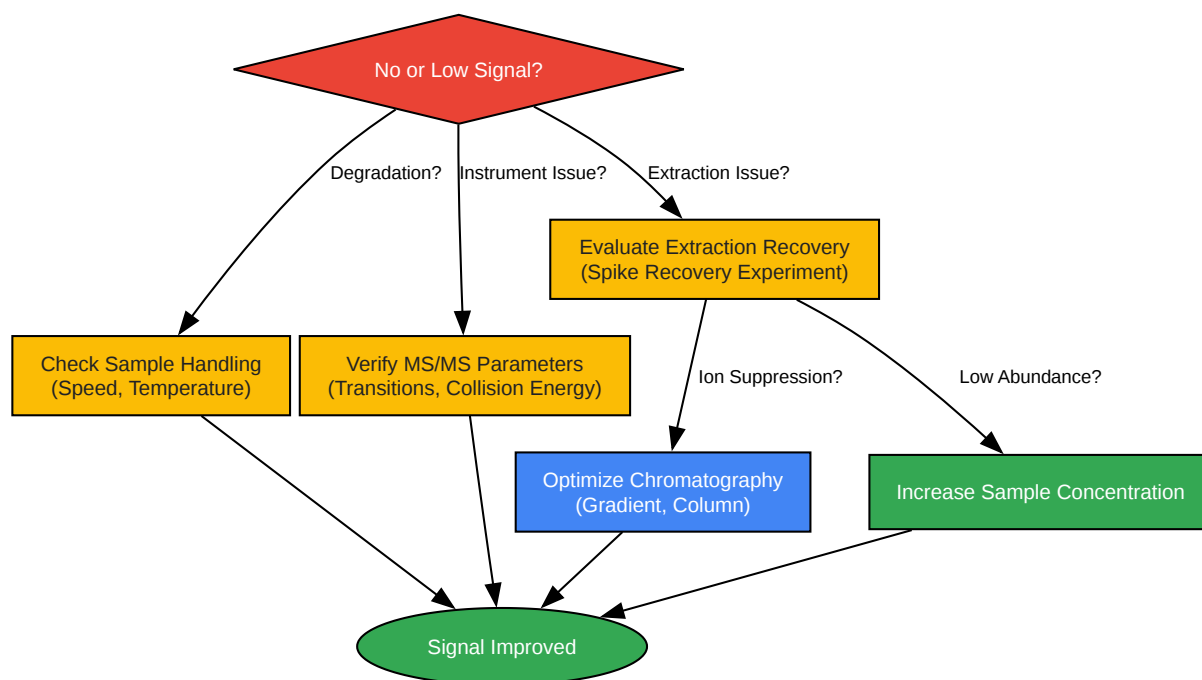 No or Low Signal?
Degradation?
Instrument Issue?
Extraction Issue?
Evaluate Extraction Recovery
(Spike Recovery Experiment)
Check Sample Handling
(Speed, Temperature)
Verify MS/MS Parameters
(Transitions, Collision Energy)
Ion Suppression?
Low Abundance?
Optimize Chromatography
(Gradient, Column)
Increase Sample Concentration
Signal Improved